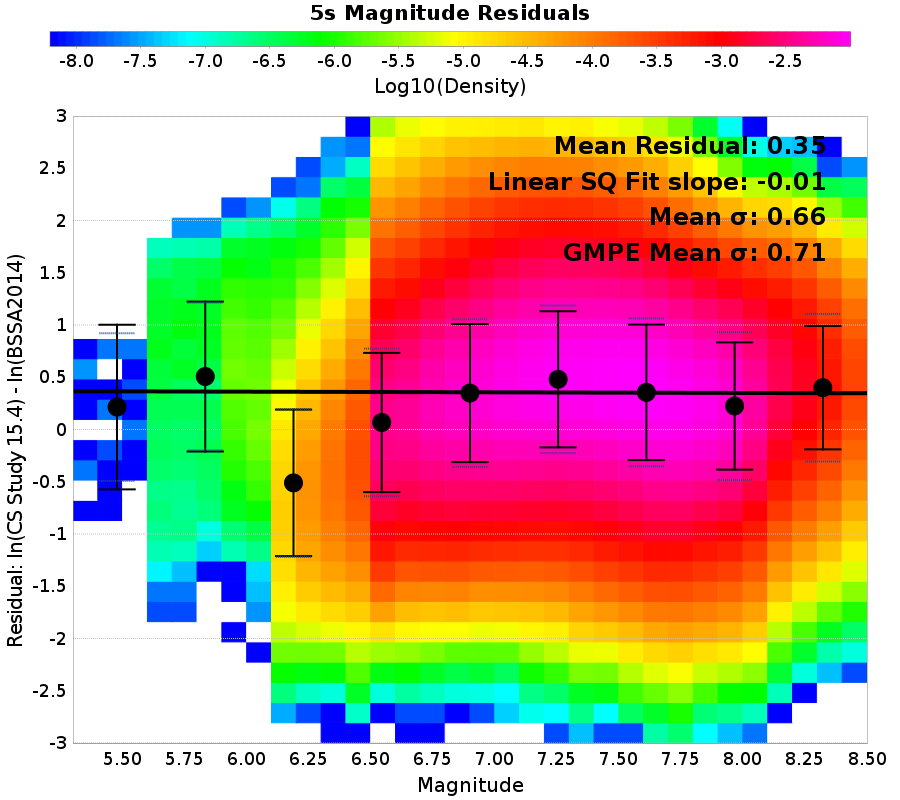 5s Magnitude Residuals
-8.0 -7.5 -7.0 -6.5 -6.0 -5.5 -5.0 -4.5 -4.0 -3.5 -3.0 -2.5
Log10(Density)
Mean Residual: 0.35
Linear SQ Fit slope: -0.01
Mean σ: 0.66
GMPE Mean σ: 0.71
Residual: ln(CS Study 15.4) - ln(BSSA2014)
3
2.5
2
1.5
1
0.5
0
-0.5
-1
-1.5
-2
-2.5
-3
5.50 5.75 6.00 6.25 6.50 6.75 7.00 7.25 7.50 7.75 8.00 8.25 8.50
Magnitude